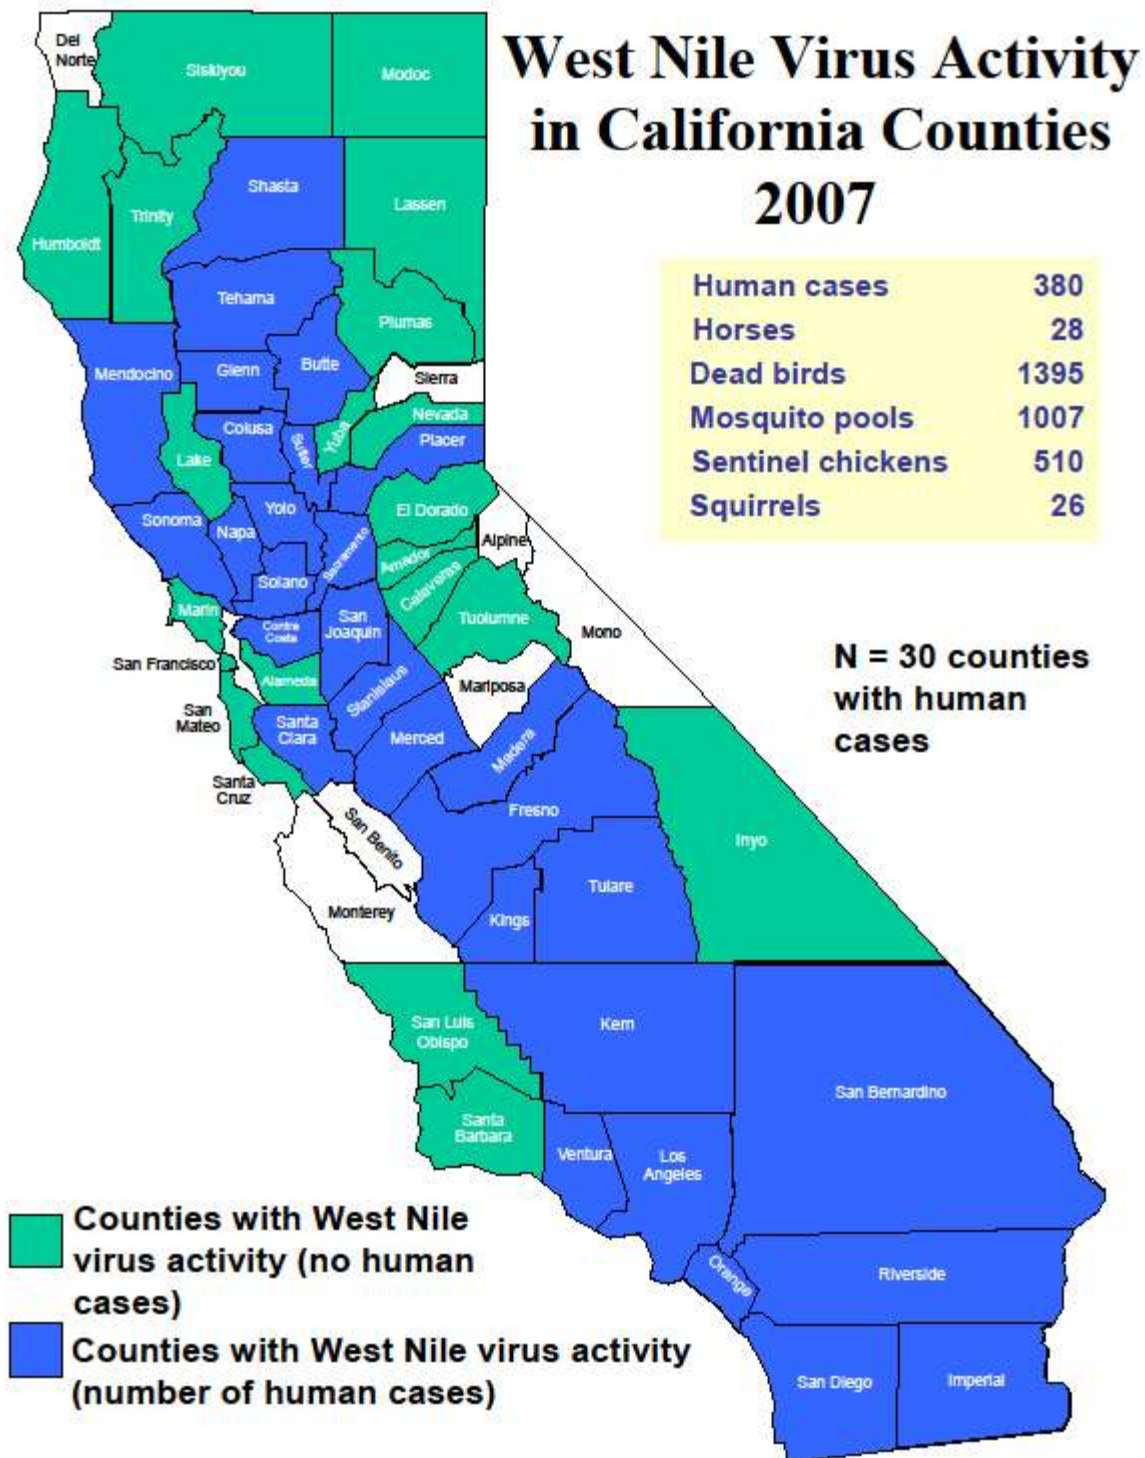 West Nile Virus Activity
in California Counties
2007
Human cases 380
Horses 28
Dead birds 1395
Mosquito pools 1007
Sentinel chickens 510
Squirrels 26
N = 30 counties
with human
cases
Del
Norte
Siskiyou
Modoc
Shasta
Lassen
Trinity
Humboldt
Tehama
Plumas
Mendocino
Glenn
Butte
Sierra
Nevada
Colusa
Sutter
Yuba
Placer
Lake
Sonoma
Napa
Yolo
El Dorado
Sacramento
Alpine
Amador
Solano
Calaveras
Marin
Contra
Costa
San
Joaquin
Tuolumne
Mono
San Francisco
Alameda
Stanislaus
Mariposa
San
Mateo
Santa
Clara
Merced
Madera
Santa
Cruz
San Benito
Fresno
Inyo
Monterey
Kings
Tulare
San Luis
Obispo
Kern
San Bernardino
Santa
Barbara
Ventura
Los
Angeles
Orange
Riverside
San Diego
Imperial
Counties with West Nile
virus activity (no human
cases)
Counties with West Nile virus activity
(number of human cases)